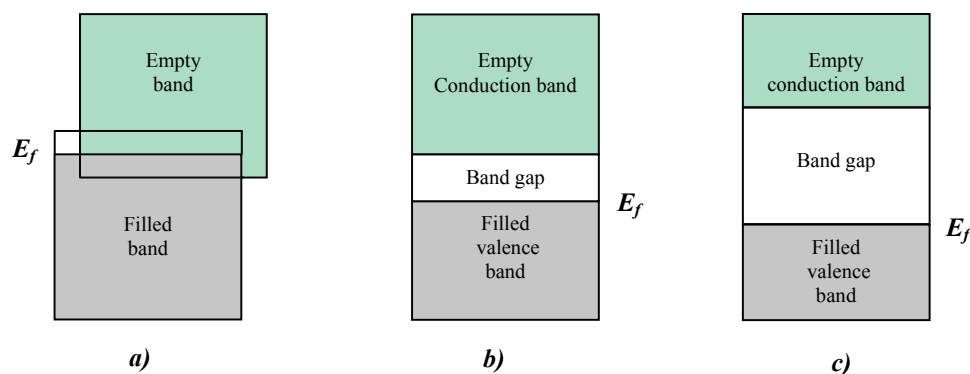 Empty
band
E_f
Filled
band
a)
Empty
Conduction band
Band gap
E_f
Filled
valence
band
b)
Empty
conduction band
Band gap
E_f
Filled
valence
band
c)